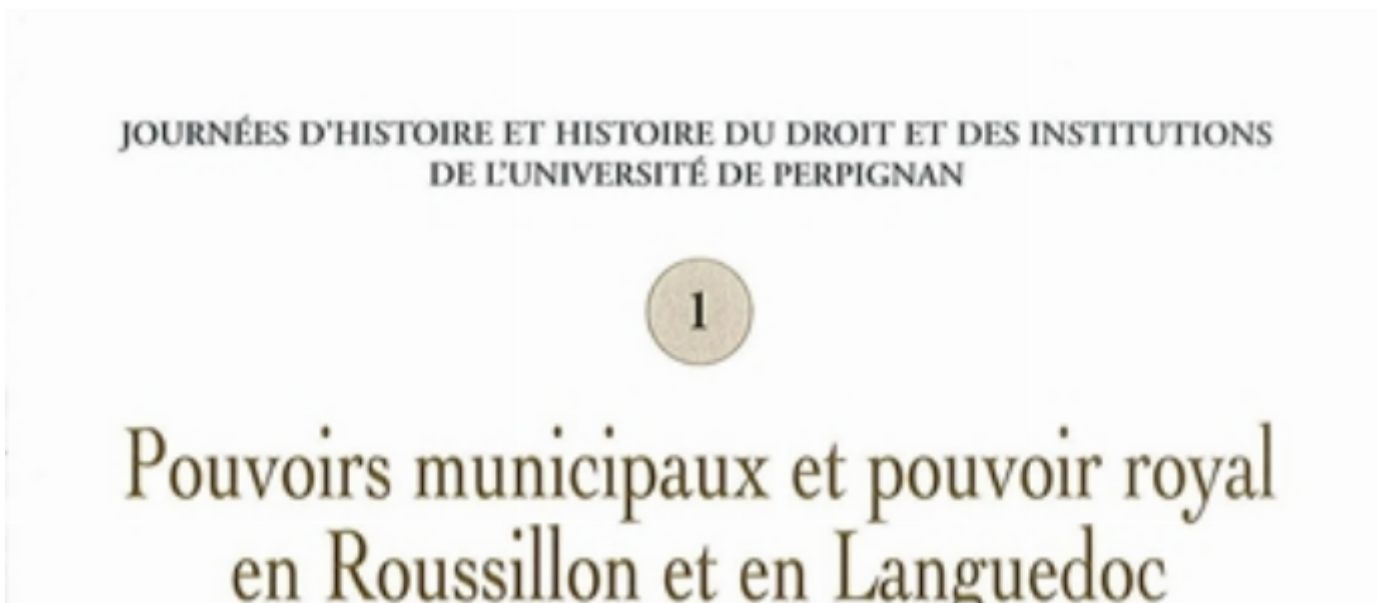 JOURNÉES D'HISTOIRE ET HISTOIRE DU DROIT ET DES INSTITUTIONS
DE L'UNIVERSITÉ DE PERPIGNAN
1
Pouvoirs municipaux et pouvoir royal
en Roussillon et en Languedoc